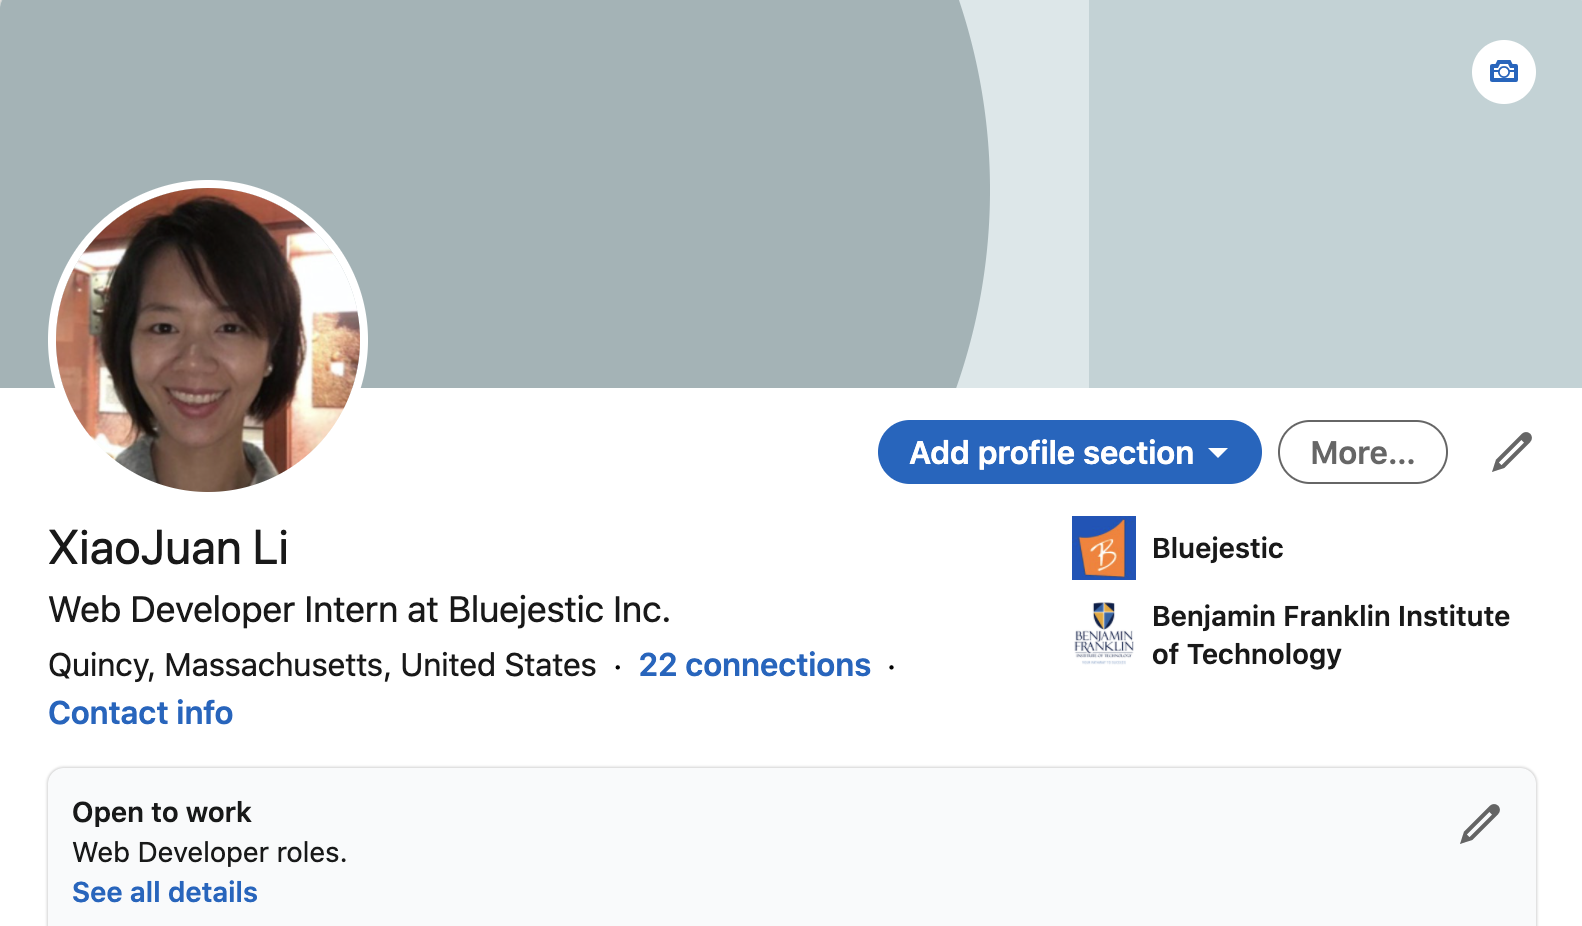 Add profile section
More...
XiaoJuan Li
Web Developer Intern at Bluejestic Inc.
Quincy, Massachusetts, United States · 22 connections ·
Contact info
B
Bluejestic
BENJAMIN
FRANKLIN
Benjamin Franklin Institute
of Technology
Open to work
Web Developer roles.
See all details